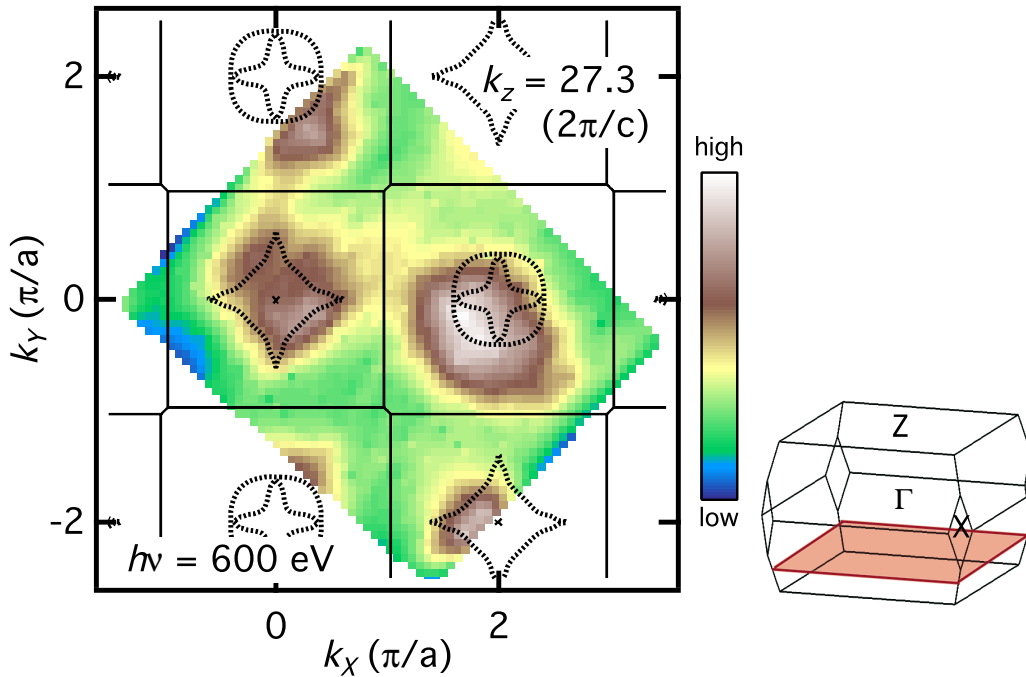 2
0
-2
k_Y (π/a)
k_z = 27.3
(2π/c)
hν = 600 eV
0
2
k_X (π/a)
high
low
Z
Γ
X